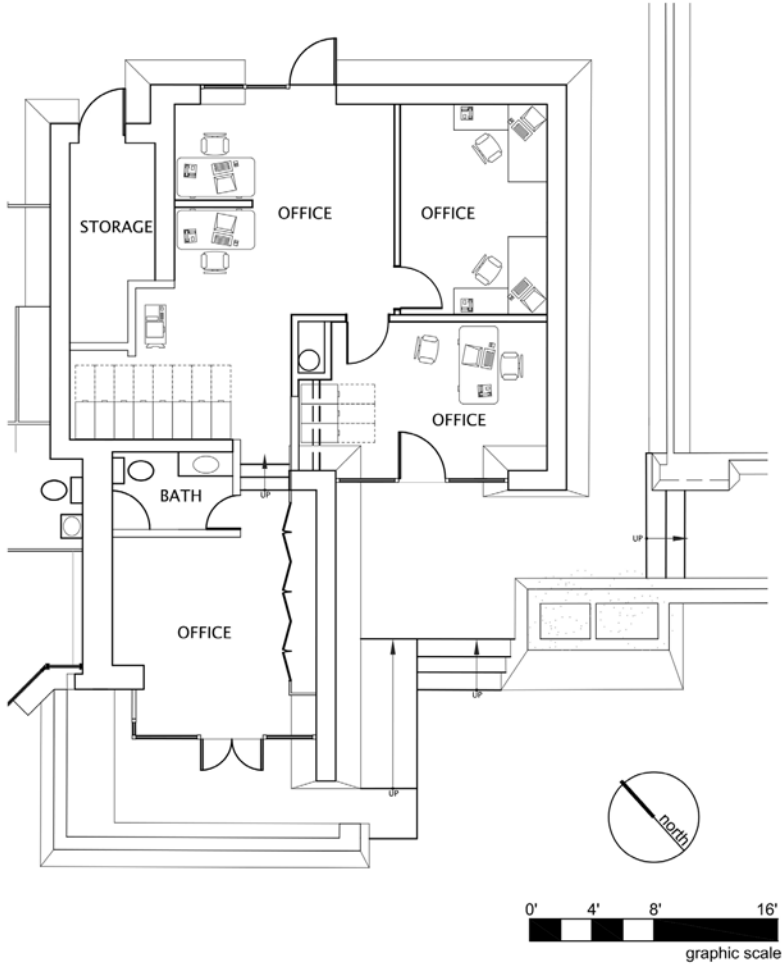 STORAGE
OFFICE
OFFICE
OFFICE
UP
BATH
UP
OFFICE
UP
UP
north
0' 4' 8' 16'
graphic scale